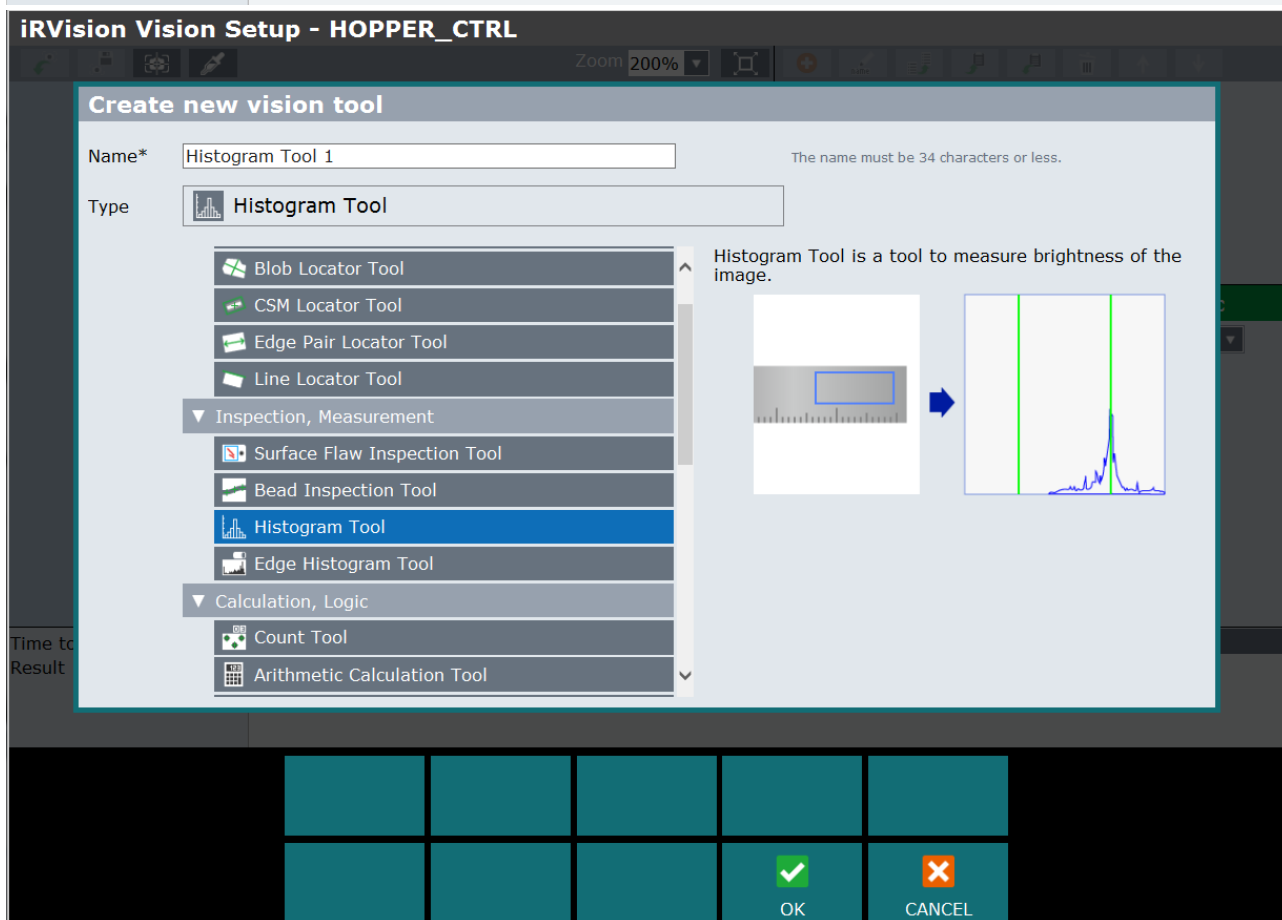 iRVision Vision Setup - HOPPER_CTRL
Zoom 200%
Create new vision tool
Name* Histogram Tool 1 The name must be 34 characters or less.
Type Histogram Tool
Histogram Tool is a tool to measure brightness of the
image.
Blob Locator Tool
CSM Locator Tool
Edge Pair Locator Tool
Line Locator Tool
Inspection, Measurement
Surface Flaw Inspection Tool
Bead Inspection Tool
Histogram Tool
Edge Histogram Tool
Calculation, Logic
Count Tool
Arithmetic Calculation Tool
Time to
Result
OK CANCEL